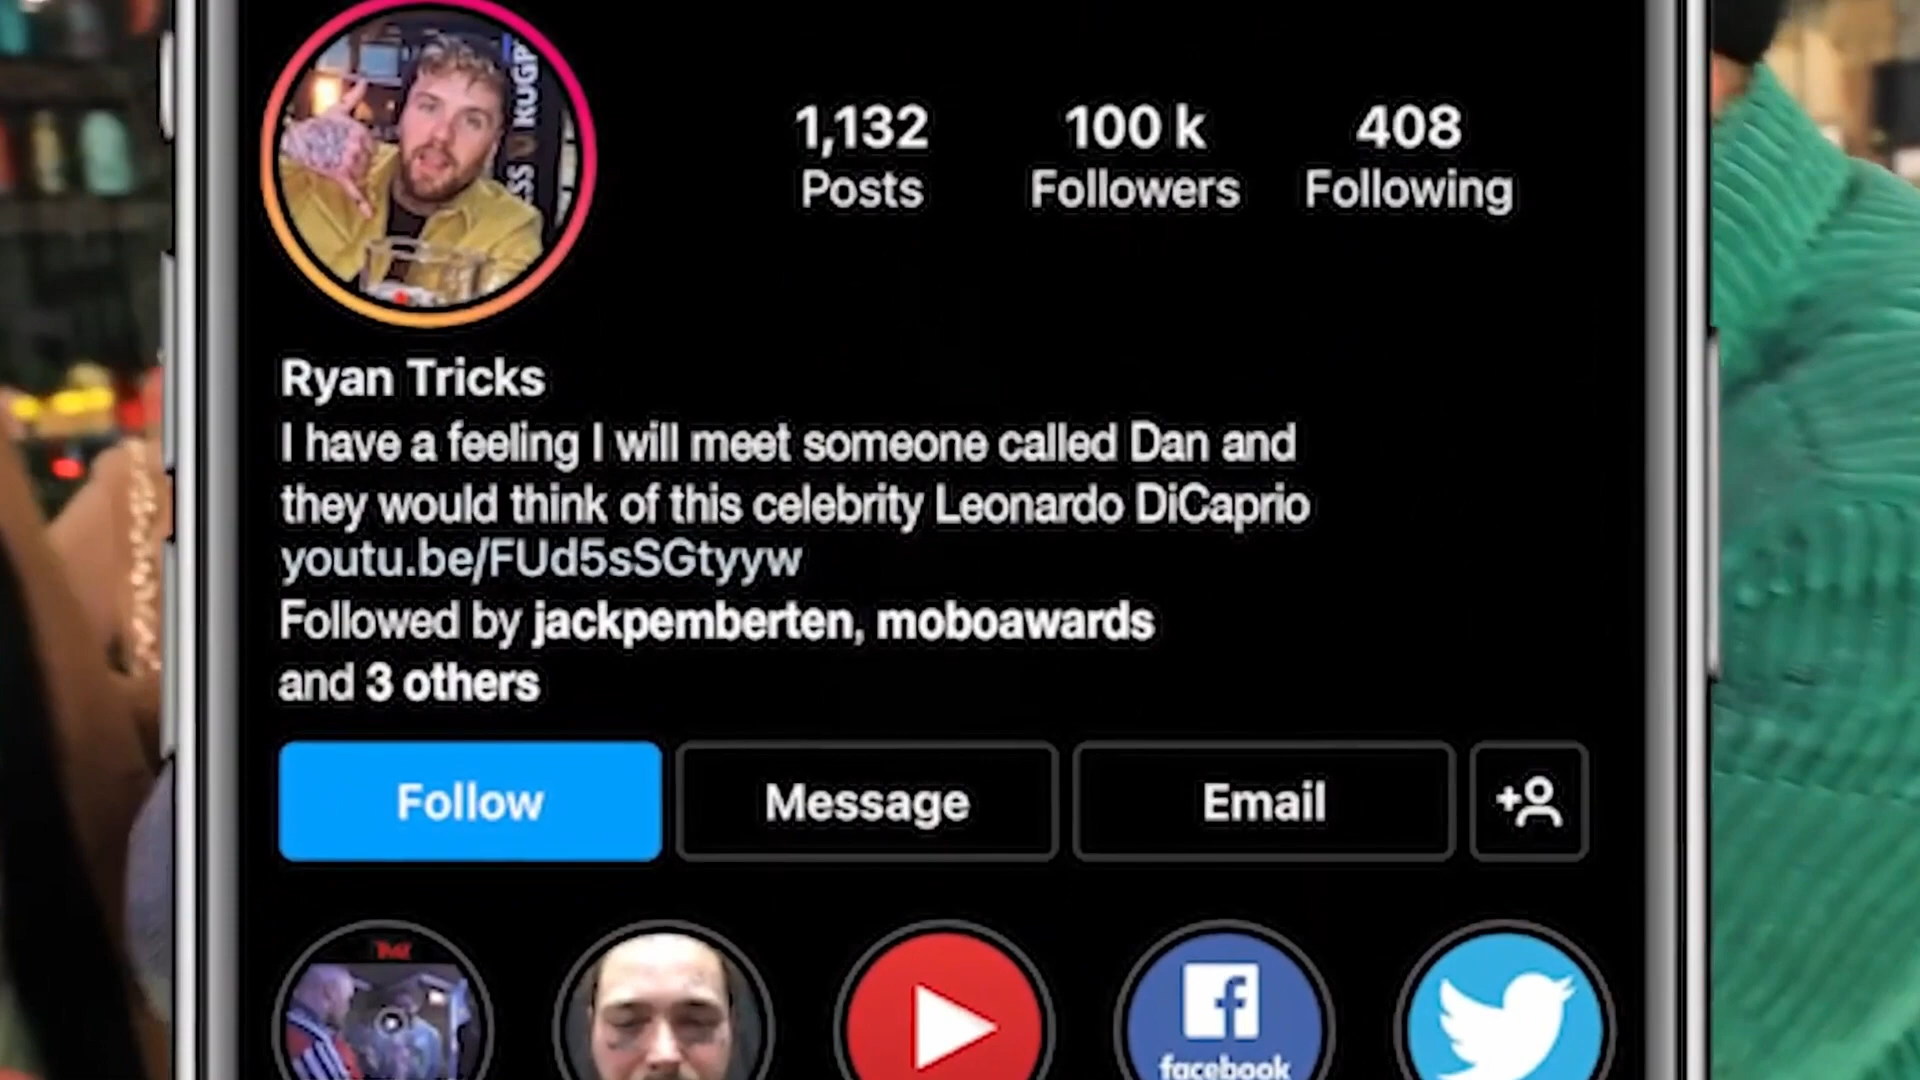 1,132
Posts
100 k
Followers
408
Following
Ryan Tricks
I have a feeling I will meet someone called Dan and
they would think of this celebrity Leonardo DiCaprio
youtu.be/FUd5sSGtyyw
Followed by jackpemberten, moboawards
and 3 others
Follow
Message
Email
facebook